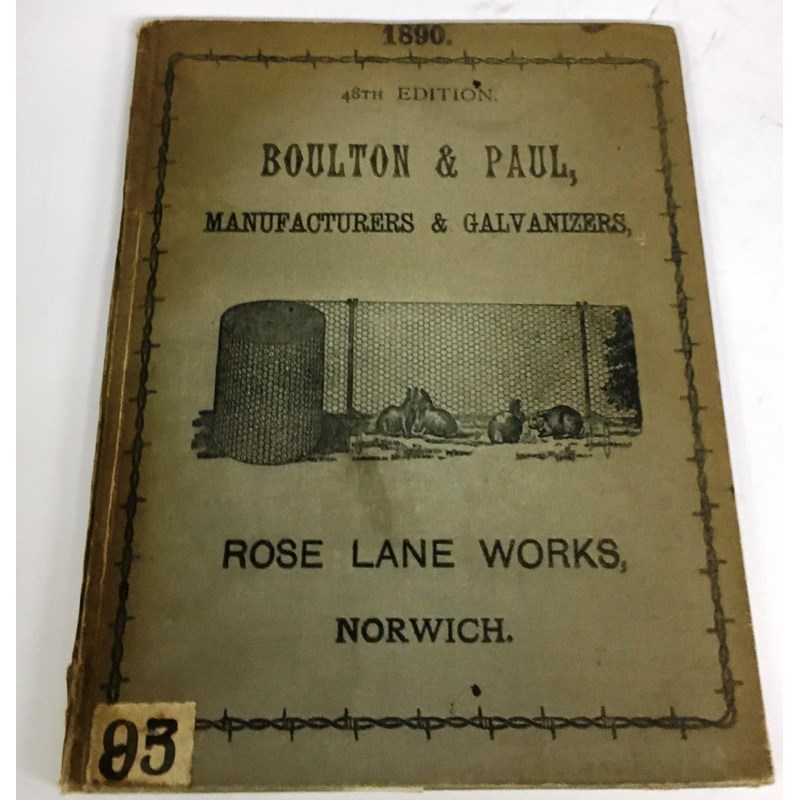 1890.
48TH EDITION.
BOULTON & PAUL,
MANUFACTURERS & GALVANIZERS,
ROSE LANE WORKS,
NORWICH.
93